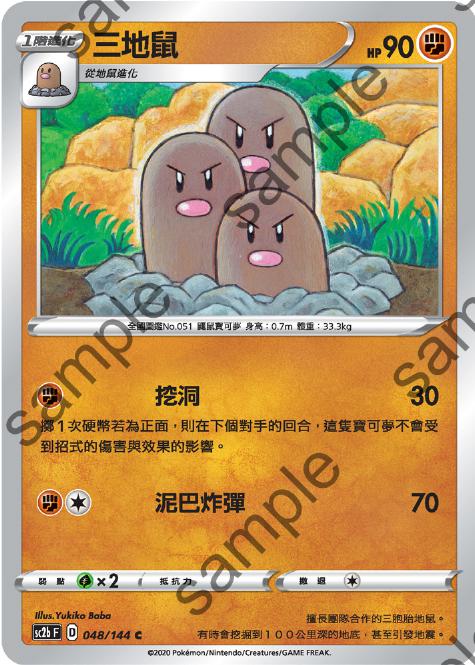 1階進化
三地鼠
HP 90
從地鼠進化
全國圖鑑No.051 鼴鼠寶可夢 身高：0.7m 體重：33.3kg
挖洞 30
擲1次硬幣若為正面，則在下個對手的回合，這隻寶可夢不會受
到招式的傷害與效果的影響。
泥巴炸彈 70
弱點 ×2 抵抗力 撤退
Illus.Yukiko Baba
sc2b F D 048/144 C
擅長團隊合作的三胞胎地鼠。
有時會挖掘到１００公里深的地底，甚至引發地震。
©2020 Pokémon/Nintendo/Creatures/GAME FREAK.
sample
sample
sample
sample
sample
sample
sample
sample